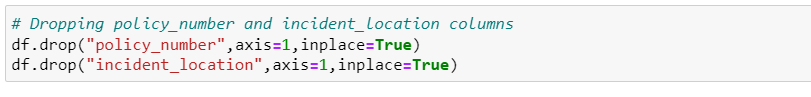 # Dropping policy_number and incident_location columns
df.drop("policy_number",axis=1,inplace=True)
df.drop("incident_location",axis=1,inplace=True)